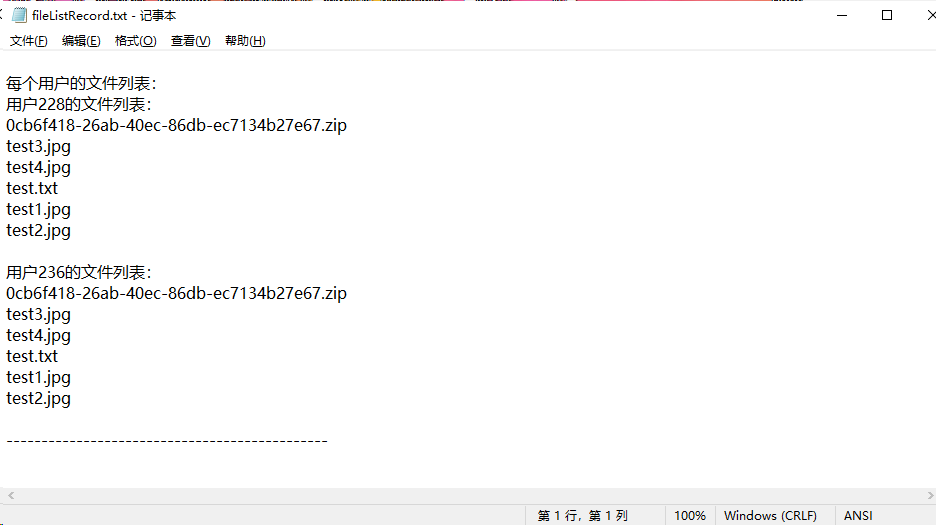 fileListRecord.txt - 记事本
文件(F) 编辑(E) 格式(O) 查看(V) 帮助(H)
每个用户的文件列表：
用户228的文件列表：
0cb6f418-26ab-40ec-86db-ec7134b27e67.zip
test3.jpg
test4.jpg
test.txt
test1.jpg
test2.jpg
用户236的文件列表：
0cb6f418-26ab-40ec-86db-ec7134b27e67.zip
test3.jpg
test4.jpg
test.txt
test1.jpg
test2.jpg
----------------------------------------------
第 1 行，第 1 列 100% Windows (CRLF) ANSI